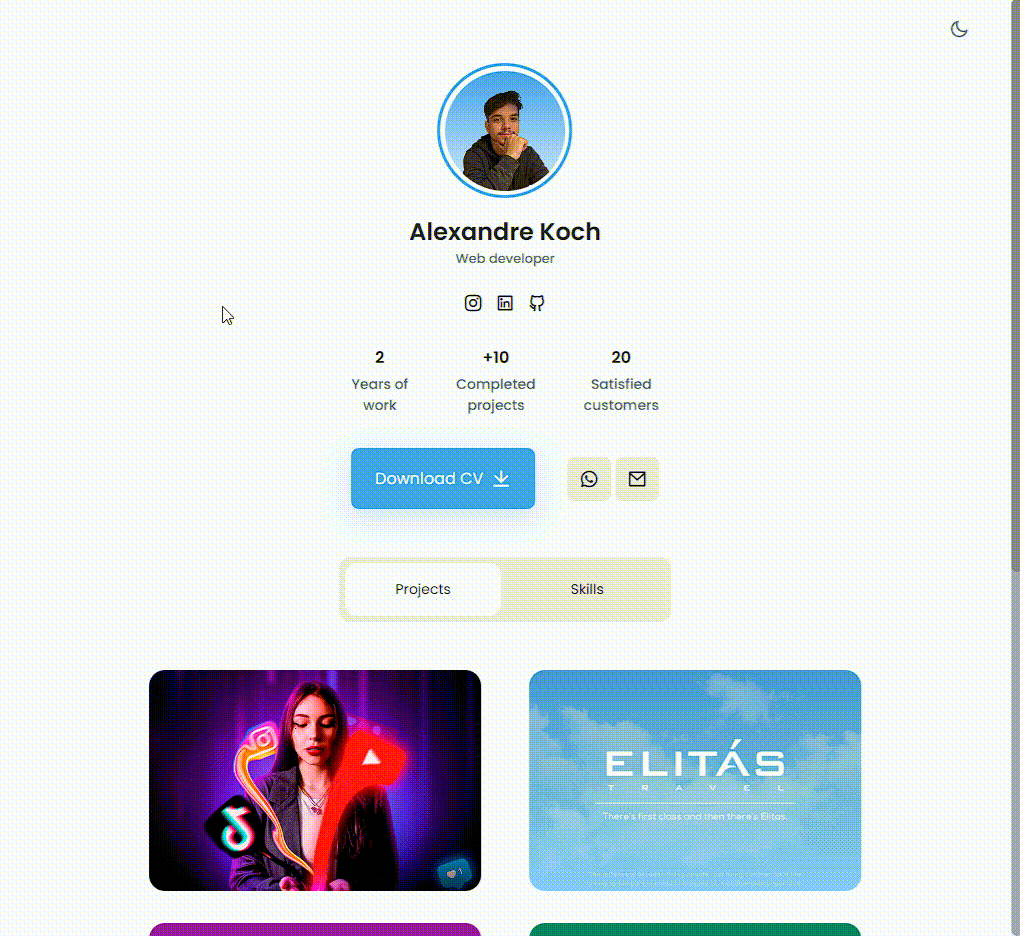 Alexandre Koch
Web developer
2
Years of
work
+10
Completed
projects
20
Satisfied
customers
Download CV
Projects
Skills
1
ELITÁS
TRAVEL
There's first class and then there's Elitas.